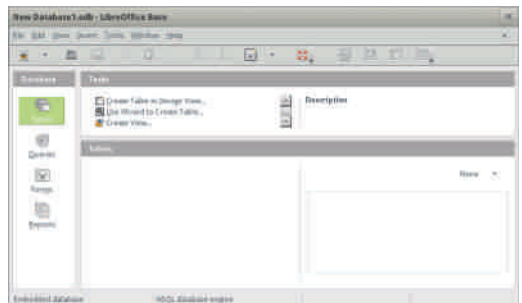 New Database1.odb - LibreOffice Base
File Edit View Insert Tools Window Help
Database
Tasks
Tables
Queries
Forms
Reports
Create Table in Design View...
Use Wizard to Create Table...
Create View...
Description
Tables
None
Embedded database
HSQL database engine